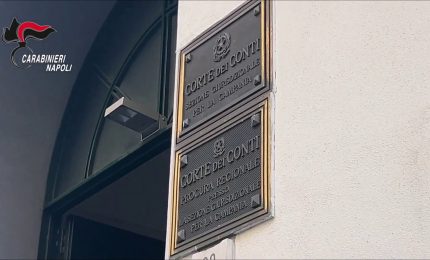 CARABINIERI
NAPOLI
CORTE DEI CONTI
SEZIONE GIURISDIZIONALE
PER LA CAMPANIA
CORTE DEI CONTI
PROCURA REGIONALE
PRESSO
SEZIONE GIURISDIZIONALE
PER LA CAMPANIA